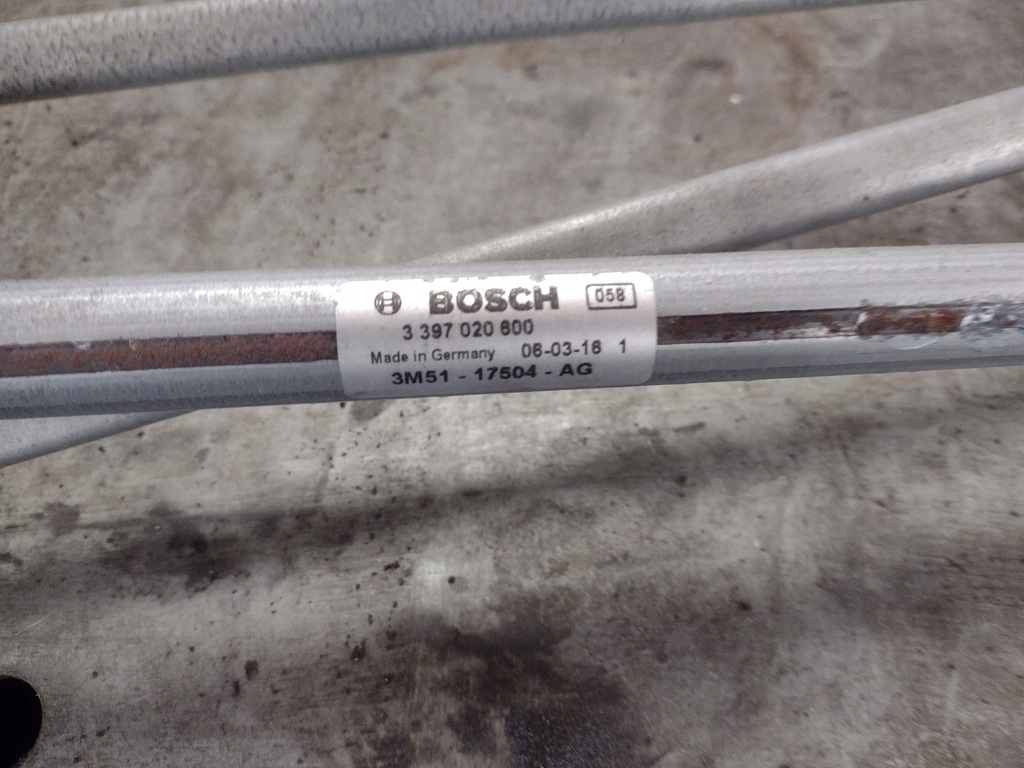 BOSCH 058
3 397 020 600
Made in Germany 06-03-16 1
3M51 - 17504 - AG